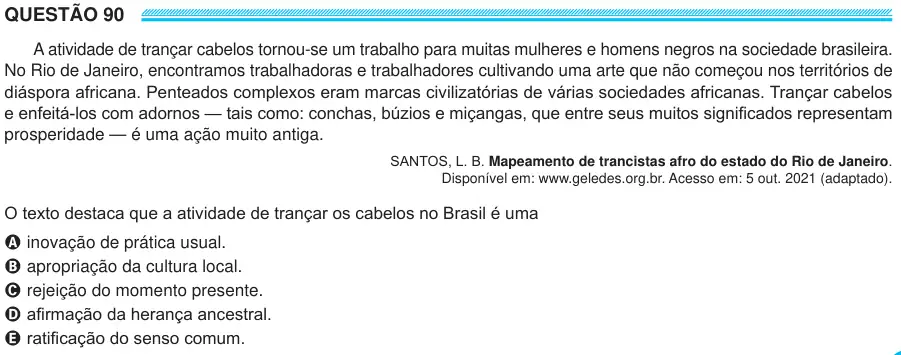 QUESTÃO 90
A atividade de trançar cabelos tornou-se um trabalho para muitas mulheres e homens negros na sociedade brasileira.
No Rio de Janeiro, encontramos trabalhadoras e trabalhadores cultivando uma arte que não começou nos territórios de
diáspora africana. Penteados complexos eram marcas civilizatórias de várias sociedades africanas. Trançar cabelos
e enfeitá-los com adornos — tais como: conchas, búzios e miçangas, que entre seus muitos significados representam
prosperidade — é uma ação muito antiga.
SANTOS, L. B. Mapeamento de trancistas afro do estado do Rio de Janeiro.
Disponível em: www.geledes.org.br. Acesso em: 5 out. 2021 (adaptado).
O texto destaca que a atividade de trançar os cabelos no Brasil é uma
A inovação de prática usual.
B apropriação da cultura local.
C rejeição do momento presente.
D afirmação da herança ancestral.
E ratificação do senso comum.